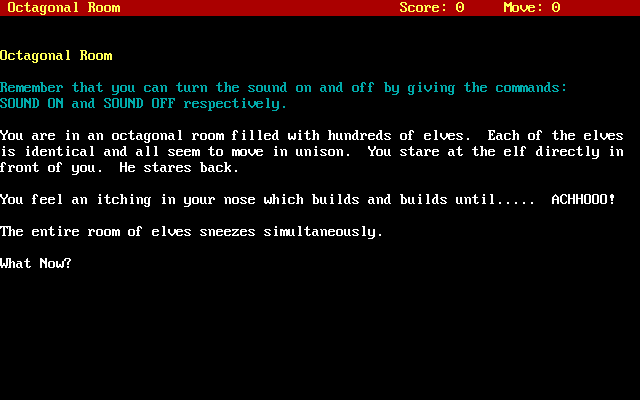 Octagonal Room Score: 0 Move: 0
Octagonal Room
Remember that you can turn the sound on and off by giving the commands:
SOUND ON and SOUND OFF respectively.
You are in an octagonal room filled with hundreds of elves.  Each of the elves
is identical and all seem to move in unison.  You stare at the elf directly in
front of you.  He stares back.
You feel an itching in your nose which builds and builds until.....  ACHHOOO!
The entire room of elves sneezes simultaneously.
What Now?